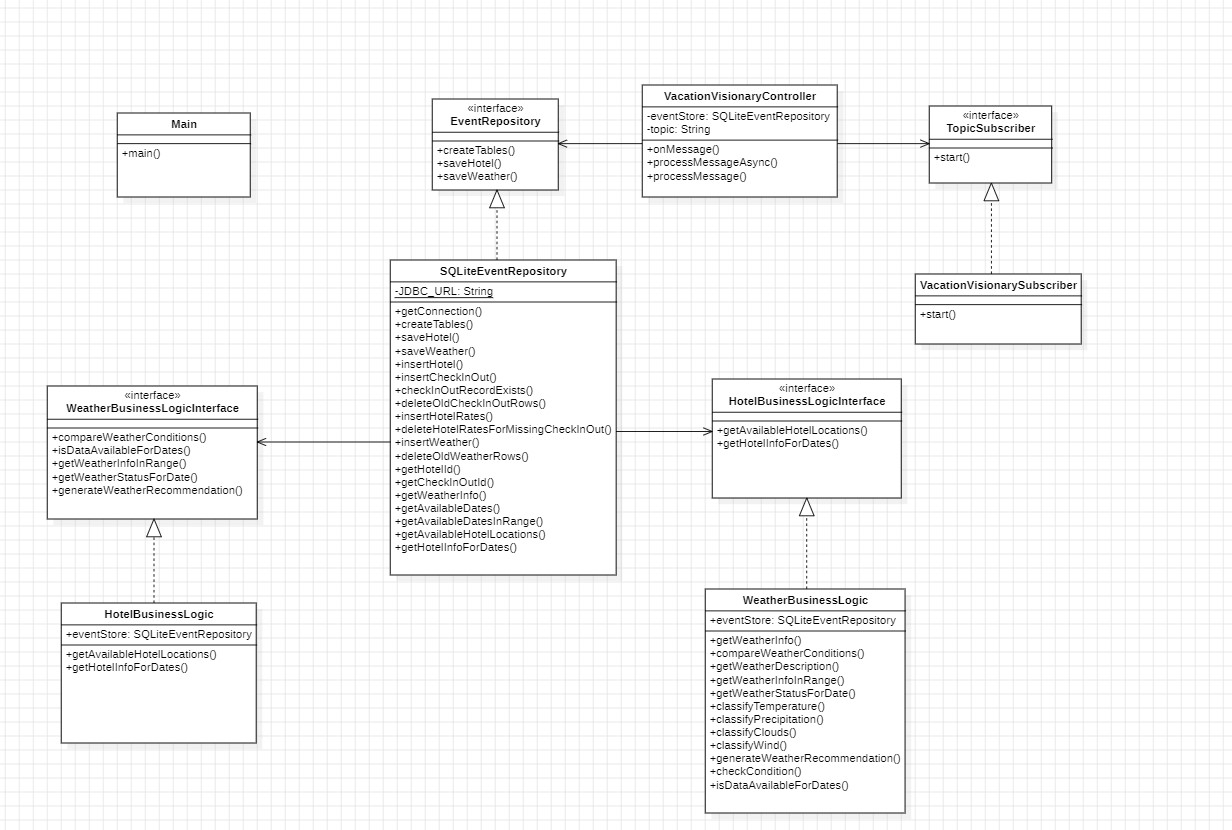 Main
+main()
«interface»
EventRepository
+createTables()
+saveHotel()
+saveWeather()
VacationVisionaryController
-eventStore: SQLiteEventRepository
-topic: String
+onMessage()
+processMessageAsync()
+processMessage()
«interface»
TopicSubscriber
+start()
SQLiteEventRepository
-JDBC_URL: String
+getConnection()
+createTables()
+saveHotel()
+saveWeather()
+insertHotel()
+insertCheckInOut()
+checkInOutRecordExists()
+deleteOldCheckInOutRows()
+insertHotelRates()
+deleteHotelRatesForMissingCheckInOut()
+insertWeather()
+deleteOldWeatherRows()
+getHotelId()
+getCheckInOutId()
+getWeatherInfo()
+getAvailableDates()
+getAvailableDatesInRange()
+getAvailableHotelLocations()
+getHotelInfoForDates()
VacationVisionarySubscriber
+start()
«interface»
WeatherBusinessLogicInterface
+compareWeatherConditions()
+isDataAvailableForDates()
+getWeatherInfoInRange()
+getWeatherStatusForDate()
+generateWeatherRecommendation()
«interface»
HotelBusinessLogicInterface
+getAvailableHotelLocations()
+getHotelInfoForDates()
HotelBusinessLogic
+eventStore: SQLiteEventRepository
+getAvailableHotelLocations()
+getHotelInfoForDates()
WeatherBusinessLogic
+eventStore: SQLiteEventRepository
+getWeatherInfo()
+compareWeatherConditions()
+getWeatherDescription()
+getWeatherInfoInRange()
+getWeatherStatusForDate()
+classifyTemperature()
+classifyPrecipitation()
+classifyClouds()
+classifyWind()
+generateWeatherRecommendation()
+checkCondition()
+isDataAvailableForDates()